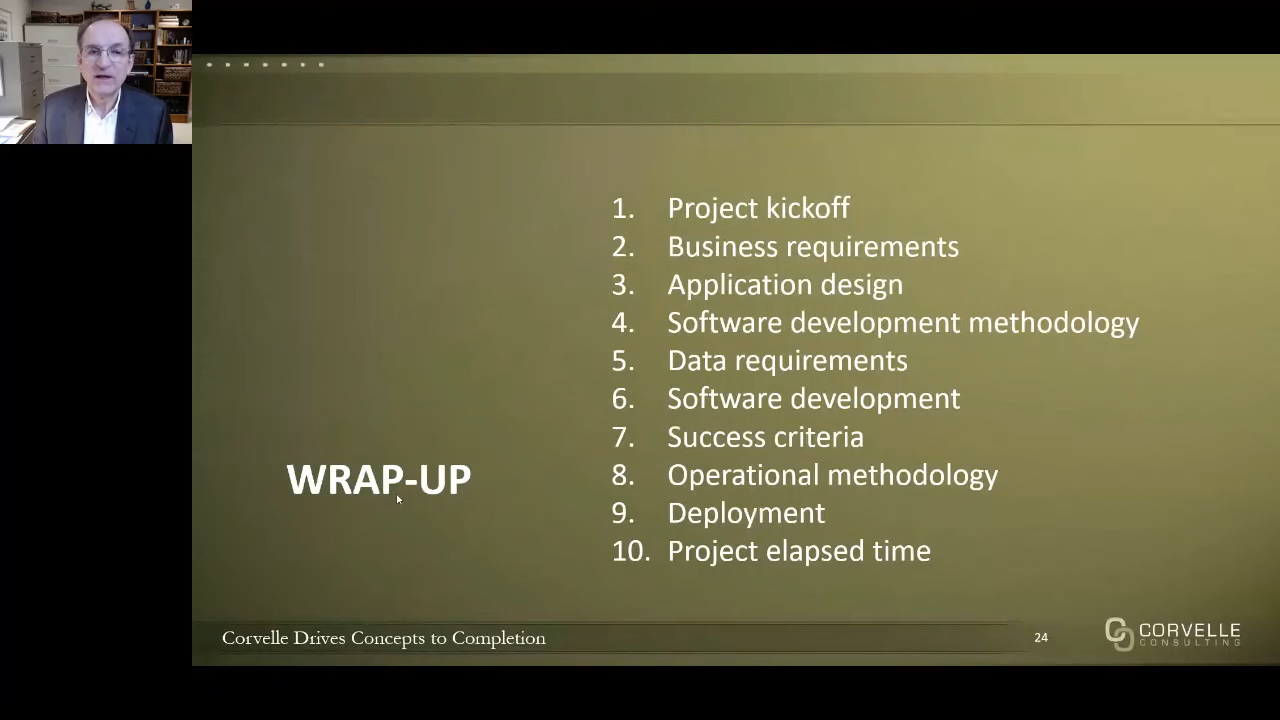 1. Project kickoff
2. Business requirements
3. Application design
4. Software development methodology
5. Data requirements
6. Software development
7. Success criteria
8. Operational methodology
9. Deployment
10. Project elapsed time
WRAP-UP
Corvelle Drives Concepts to Completion
24
CORVELLE
CONSULTING